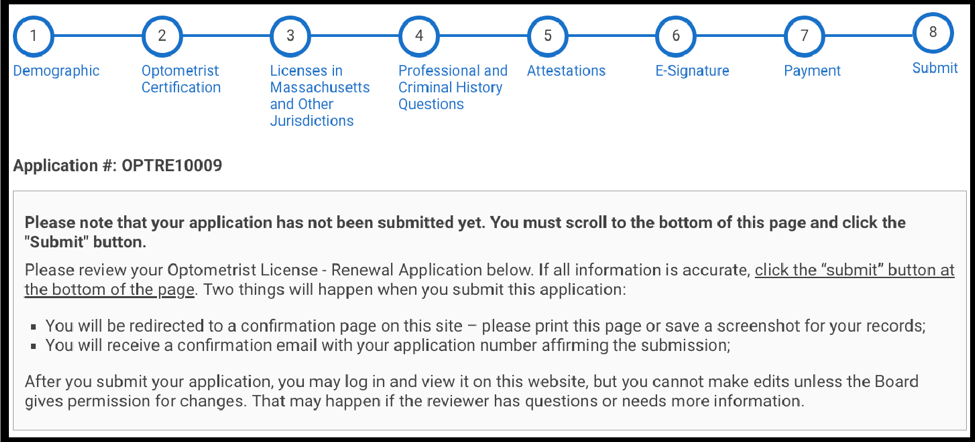 1
2
3
4
5
6
7
8
Demographic
Optometrist
Certification
Licenses in
Massachusetts
and Other
Jurisdictions
Professional and
Criminal History
Questions
Attestations
E-Signature
Payment
Submit
Application #: OPTRE10009
Please note that your application has not been submitted yet. You must scroll to the bottom of this page and click the
"Submit" button.
Please review your Optometrist License - Renewal Application below. If all information is accurate, click the “submit” button at
the bottom of the page. Two things will happen when you submit this application:
▪ You will be redirected to a confirmation page on this site – please print this page or save a screenshot for your records;
▪ You will receive a confirmation email with your application number affirming the submission;
After you submit your application, you may log in and view it on this website, but you cannot make edits unless the Board
gives permission for changes. That may happen if the reviewer has questions or needs more information.